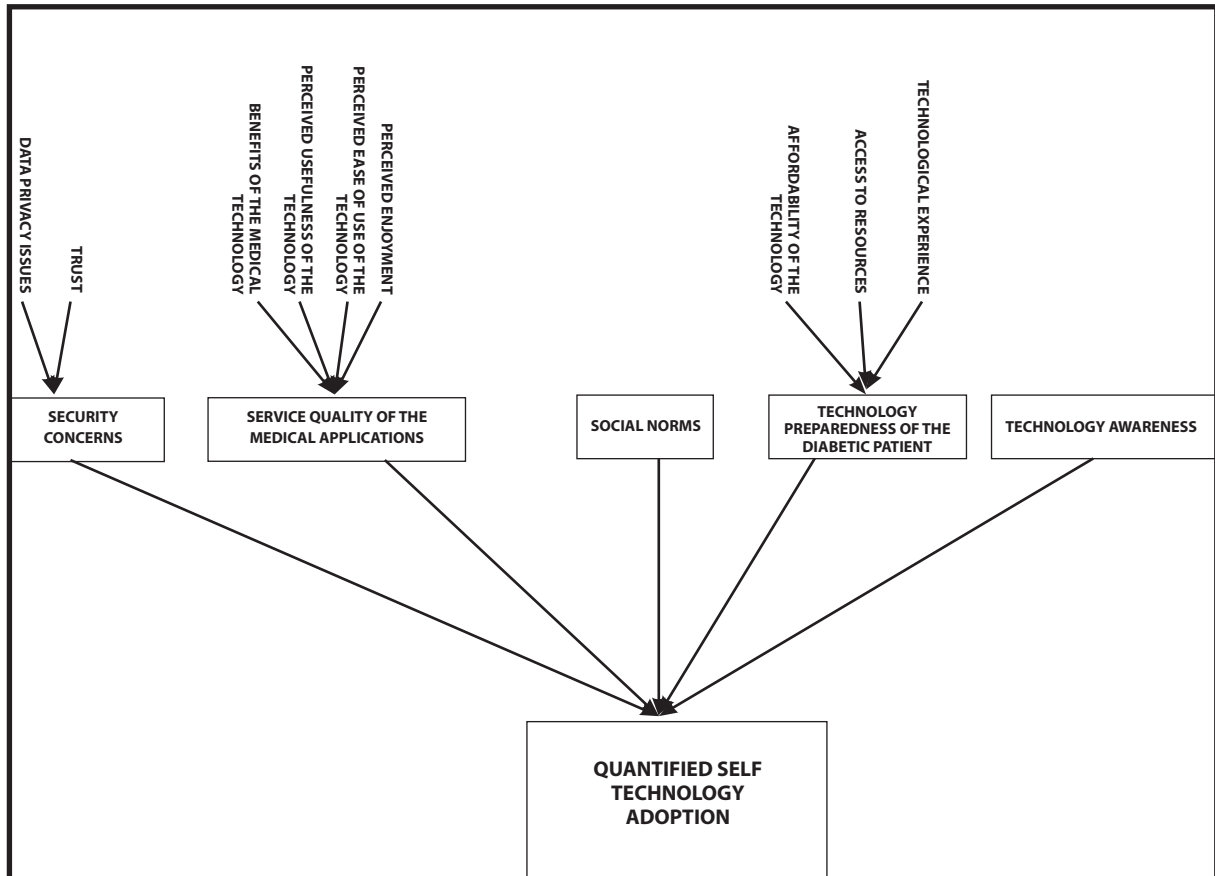 DATA PRIVACY ISSUES
TRUST
BENEFITS OF THE MEDICAL
TECHNOLOGY
PERCEIVED USEFULNESS OF THE
TECHNOLOGY
PERCEIVED EASE OF USE OF THE
TECHNOLOGY
PERCEIVED ENJOYMENT
AFFORDABILITY OF THE
TECHNOLOGY
ACCESS TO RESOURCES
TECHNOLOGICAL EXPERIENCE
SECURITY
CONCERNS
SERVICE QUALITY OF THE
MEDICAL APPLICATIONS
SOCIAL NORMS
TECHNOLOGY
PREPAREDNESS OF THE
DIABETIC PATIENT
TECHNOLOGY AWARENESS
QUANTIFIED SELF
TECHNOLOGY
ADOPTION